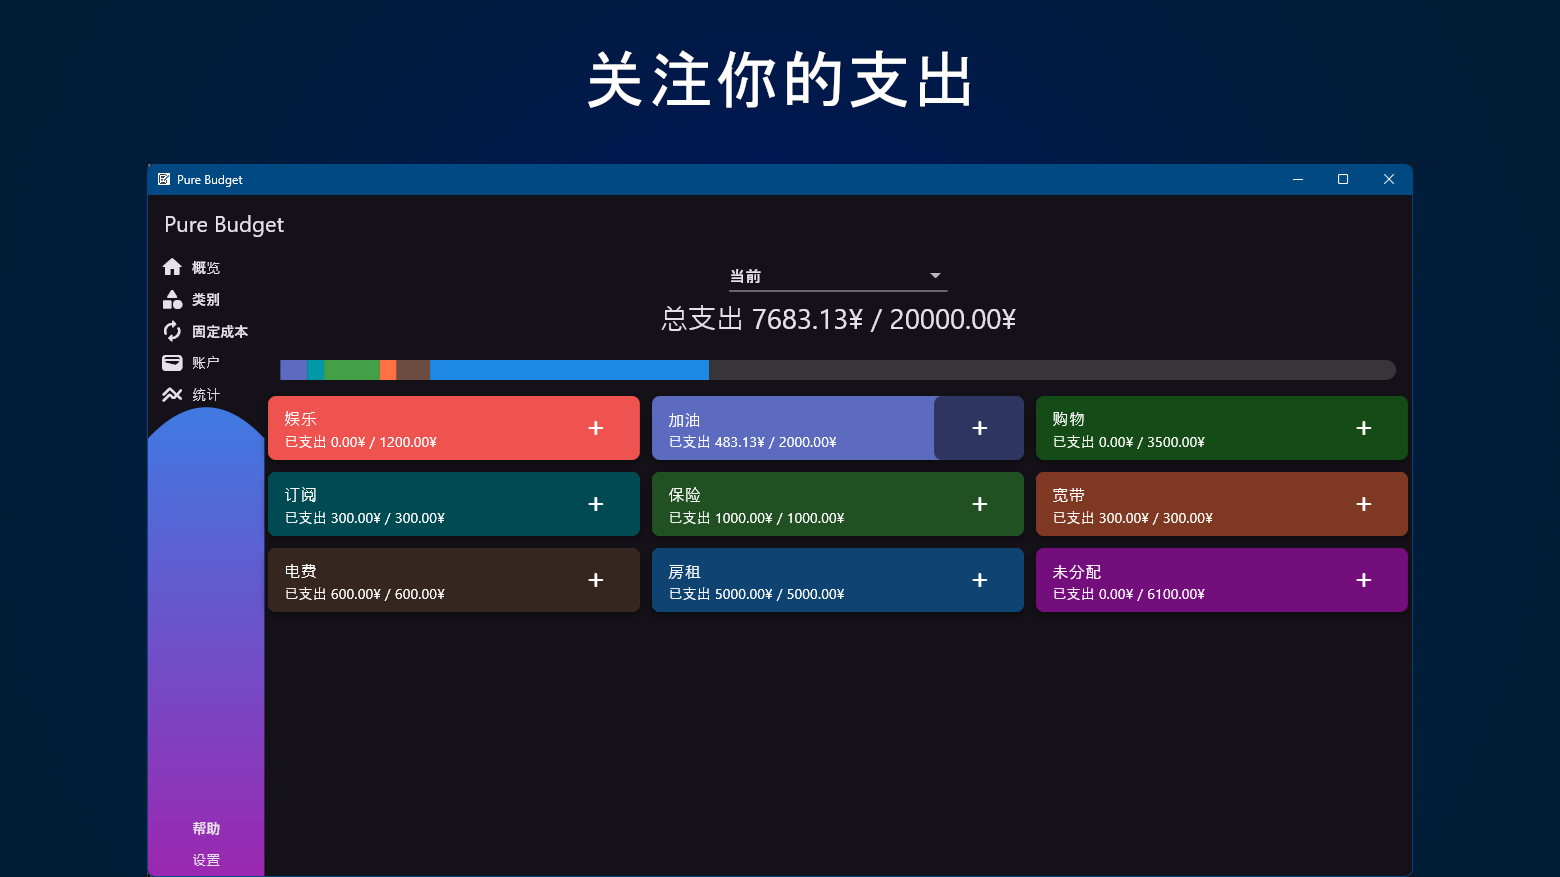 关注你的支出
Pure Budget
Pure Budget
概览
类别
固定成本
账户
统计
帮助
设置
当前
总支出 7683.13¥ / 20000.00¥
娱乐
已支出 0.00¥ / 1200.00¥
加油
已支出 483.13¥ / 2000.00¥
购物
已支出 0.00¥ / 3500.00¥
订阅
已支出 300.00¥ / 300.00¥
保险
已支出 1000.00¥ / 1000.00¥
宽带
已支出 300.00¥ / 300.00¥
电费
已支出 600.00¥ / 600.00¥
房租
已支出 5000.00¥ / 5000.00¥
未分配
已支出 0.00¥ / 6100.00¥